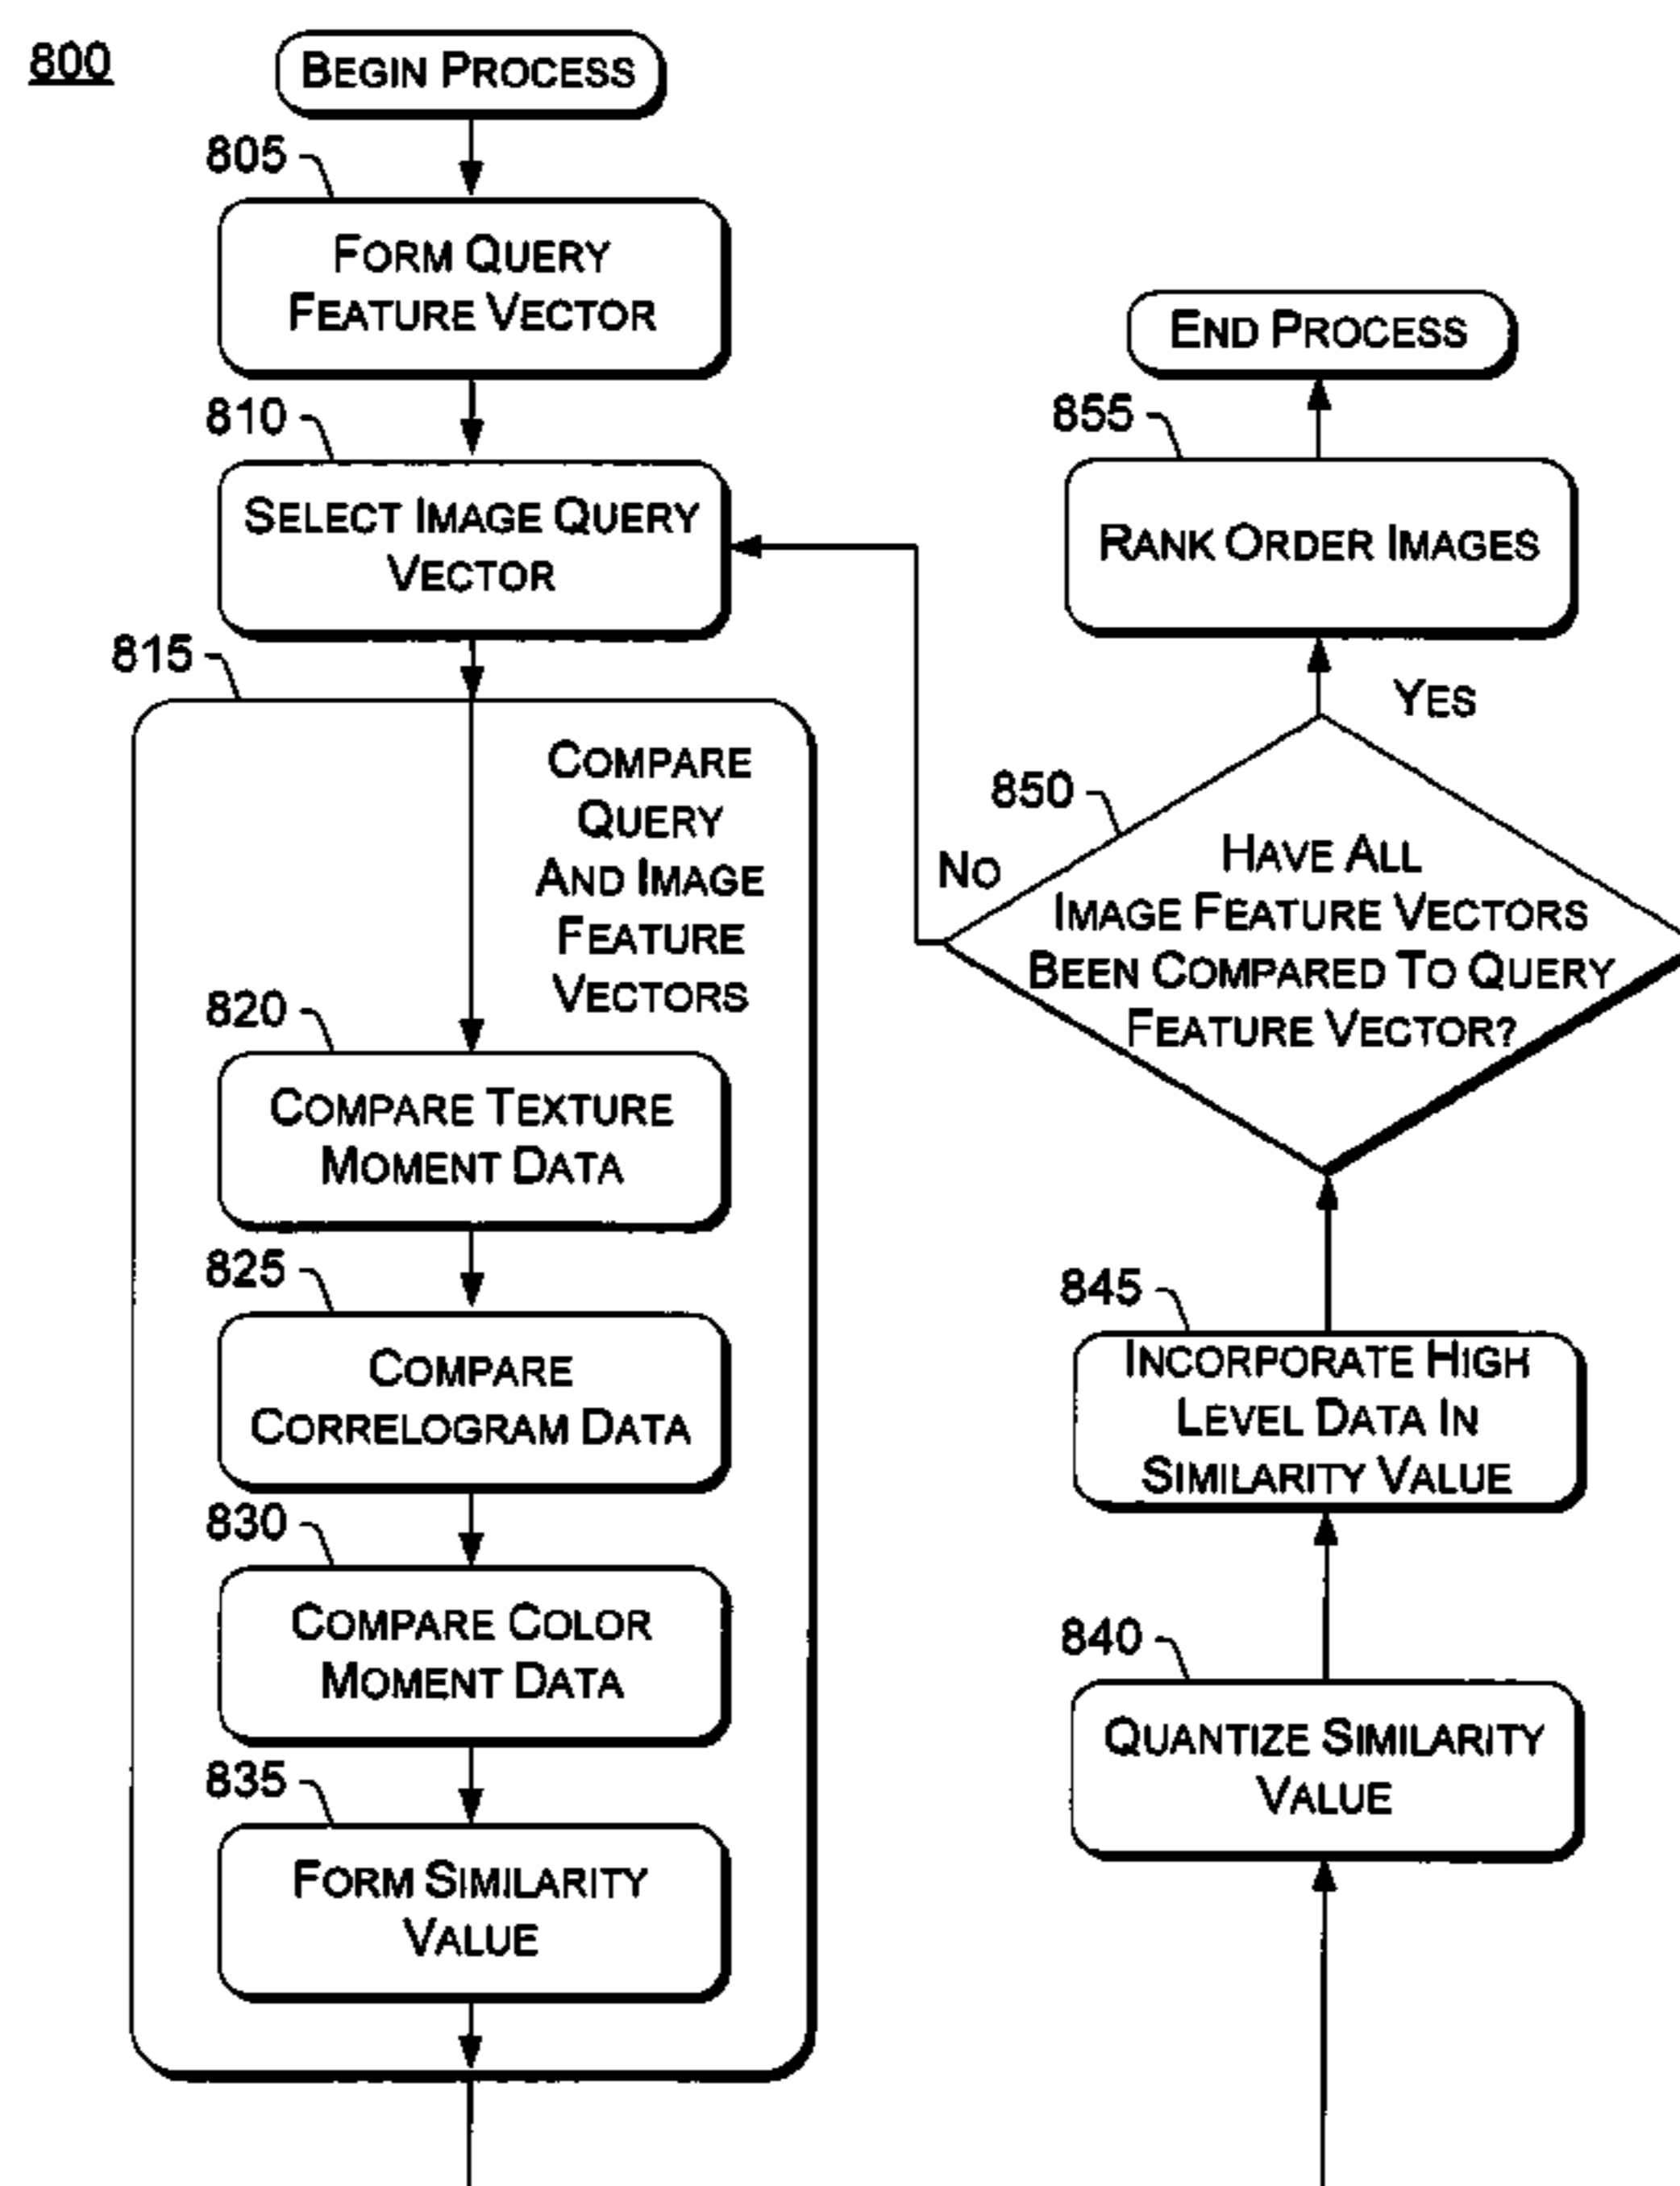 800
BEGIN PROCESS
805
FORM QUERY
FEATURE VECTOR
810
SELECT IMAGE QUERY
VECTOR
815
COMPARE
QUERY
AND IMAGE
FEATURE
VECTORS
820
COMPARE TEXTURE
MOMENT DATA
825
COMPARE
CORRELOGRAM DATA
830
COMPARE COLOR
MOMENT DATA
835
FORM SIMILARITY
VALUE
840
QUANTIZE SIMILARITY
VALUE
845
INCORPORATE HIGH
LEVEL DATA IN
SIMILARITY VALUE
850
HAVE ALL
IMAGE FEATURE VECTORS
BEEN COMPARED TO QUERY
FEATURE VECTOR?
NO
YES
855
RANK ORDER IMAGES
END PROCESS